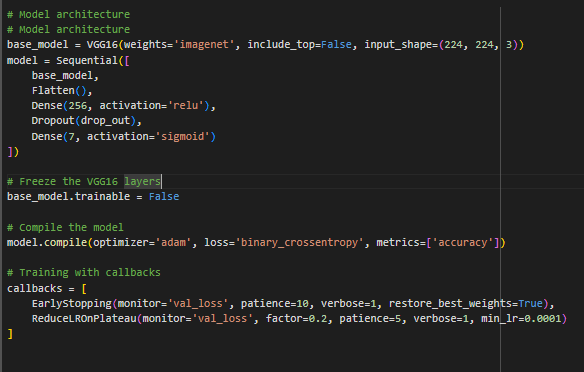 # Model architecture
# Model architecture
base_model = VGG16(weights='imagenet', include_top=False, input_shape=(224, 224, 3))
model = Sequential([
    base_model,
    Flatten(),
    Dense(256, activation='relu'),
    Dropout(drop_out),
    Dense(7, activation='sigmoid')
])
# Freeze the VGG16 layers
base_model.trainable = False
# Compile the model
model.compile(optimizer='adam', loss='binary_crossentropy', metrics=['accuracy'])
# Training with callbacks
callbacks = [
    EarlyStopping(monitor='val_loss', patience=10, verbose=1, restore_best_weights=True),
    ReduceLROnPlateau(monitor='val_loss', factor=0.2, patience=5, verbose=1, min_lr=0.0001)
]